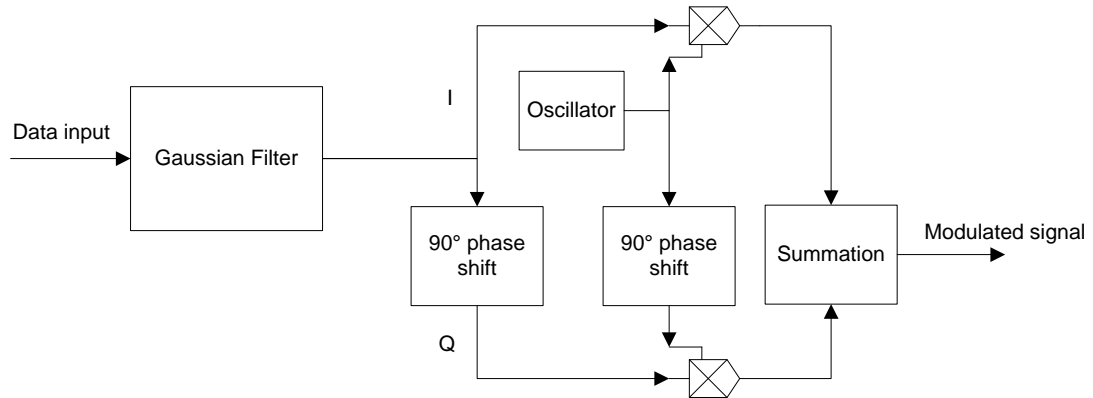 I
Oscillator
Data input
Gaussian Filter
90° phase
shift
90° phase
shift
Summation
Modulated signal
Q